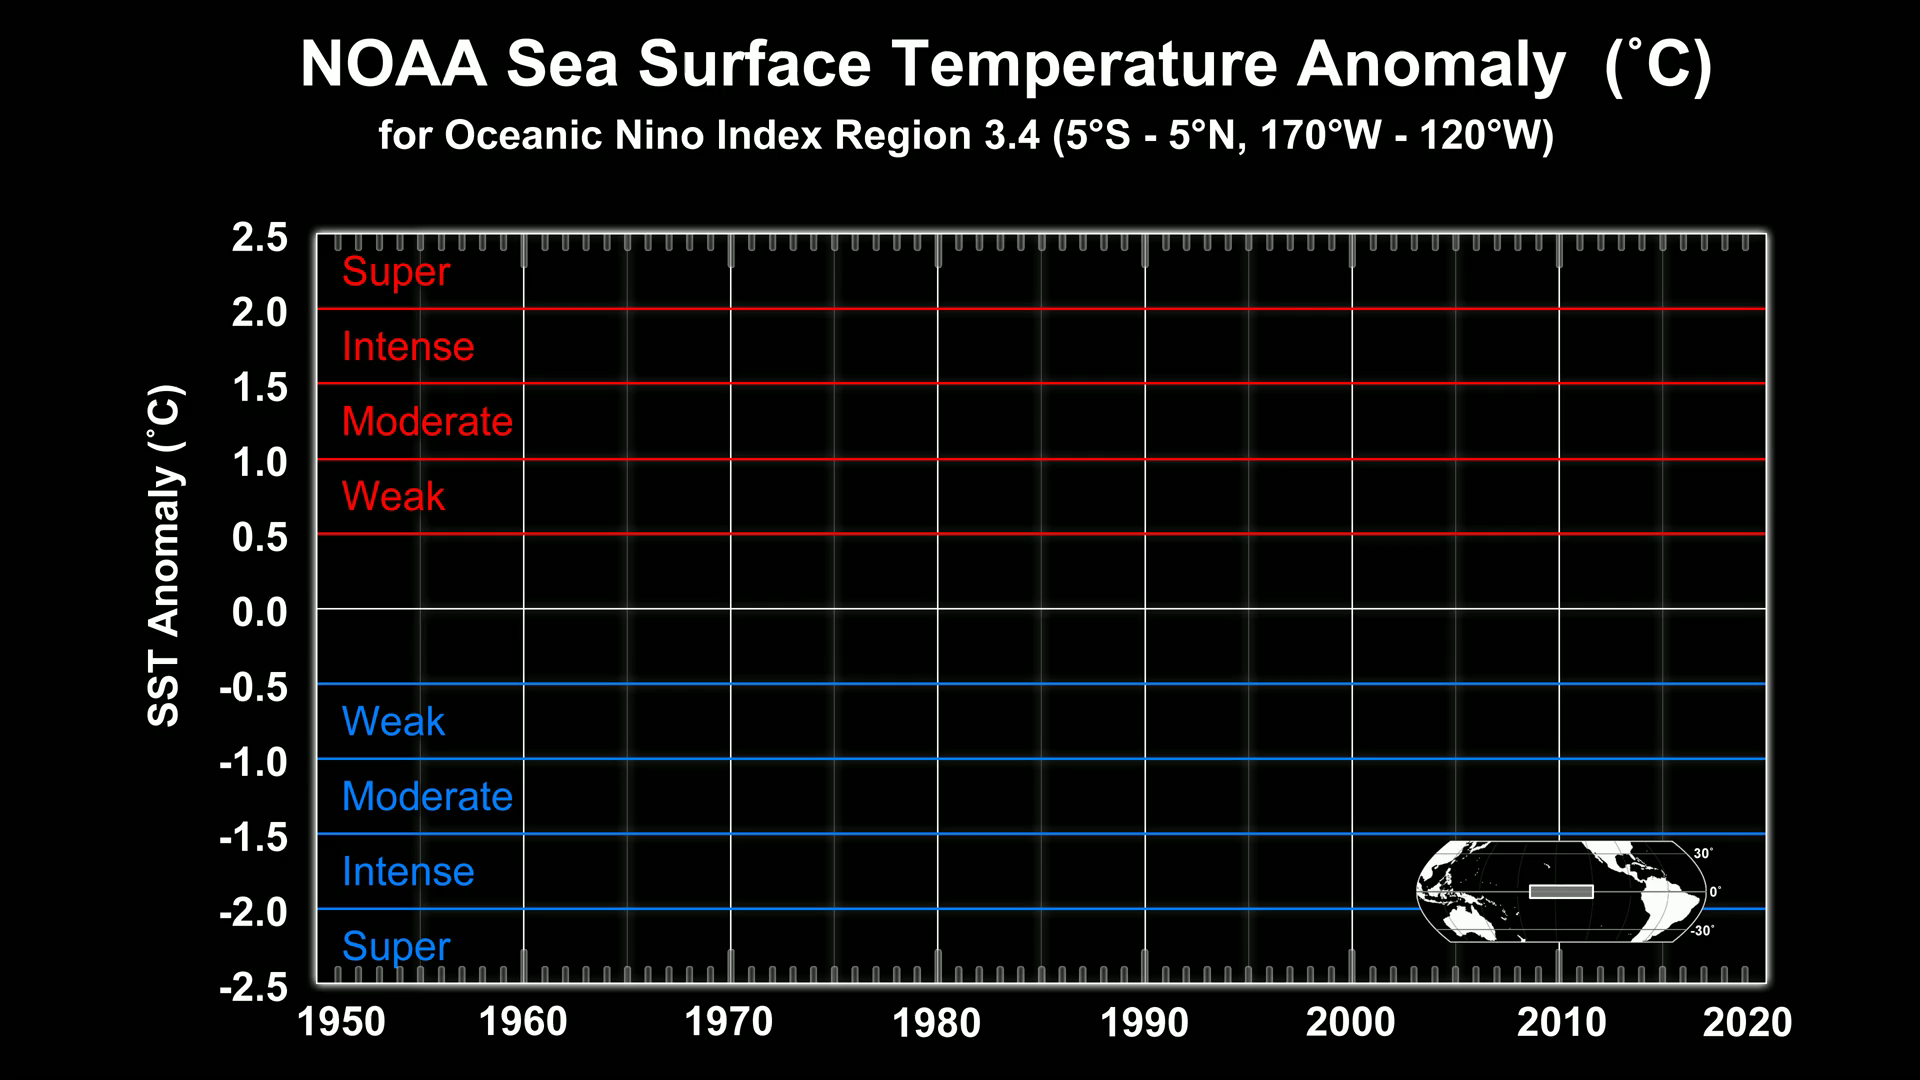 NOAA Sea Surface Temperature Anomaly (˚C)
for Oceanic Nino Index Region 3.4 (5°S - 5°N, 170°W - 120°W)
SST Anomaly (˚C)
2.5
2.0
1.5
1.0
0.5
0.0
-0.5
-1.0
-1.5
-2.0
-2.5
Super
Intense
Moderate
Weak
Weak
Moderate
Intense
Super
30˚
0˚
-30˚
1950 1960 1970 1980 1990 2000 2010 2020